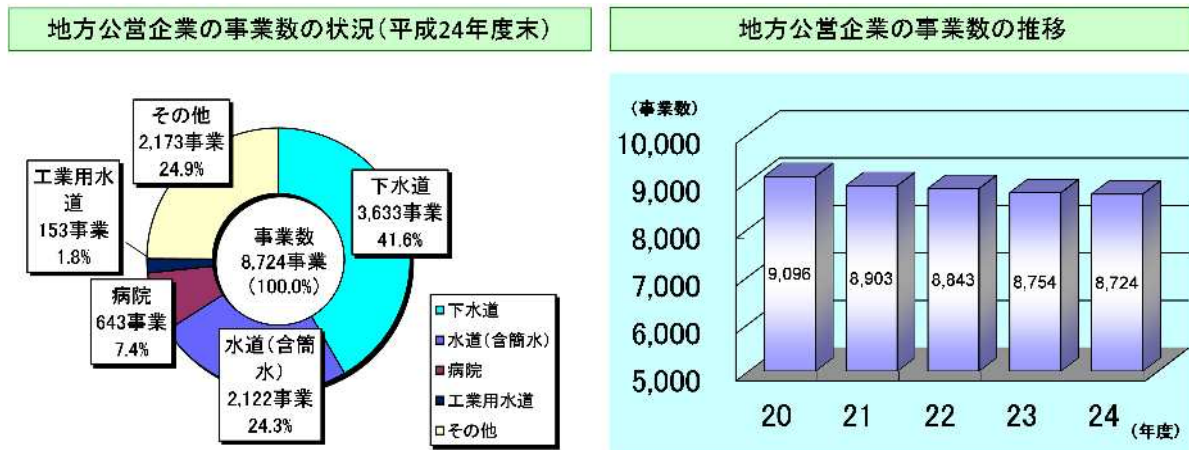 地方公営企業の事業数の状況(平成24年度末)
その他
2,173事業
24.9%
工業用水
道
153事業
1.8%
病院
643事業
7.4%
下水道
3,633事業
41.6%
事業数
8,724事業
(100.0%)
水道(含簡
水)
2,122事業
24.3%
下水道
水道(含簡水)
病院
工業用水道
その他
地方公営企業の事業数の推移
(事業数)
10,000
9,000
8,000
7,000
6,000
5,000
9,096
8,903
8,843
8,754
8,724
20
21
22
23
24
(年度)